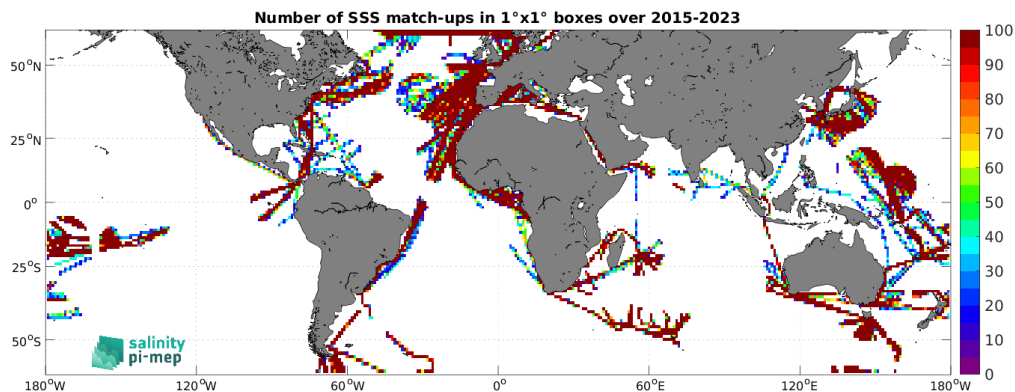 Number of SSS match-ups in 1°x1° boxes over 2015-2023
50°N
25°N
0°
25°S
50°S
180°W
120°W
60°W
0°
60°E
120°E
180°W
100
90
80
70
60
50
40
30
20
10
0
salinity
pi-mep